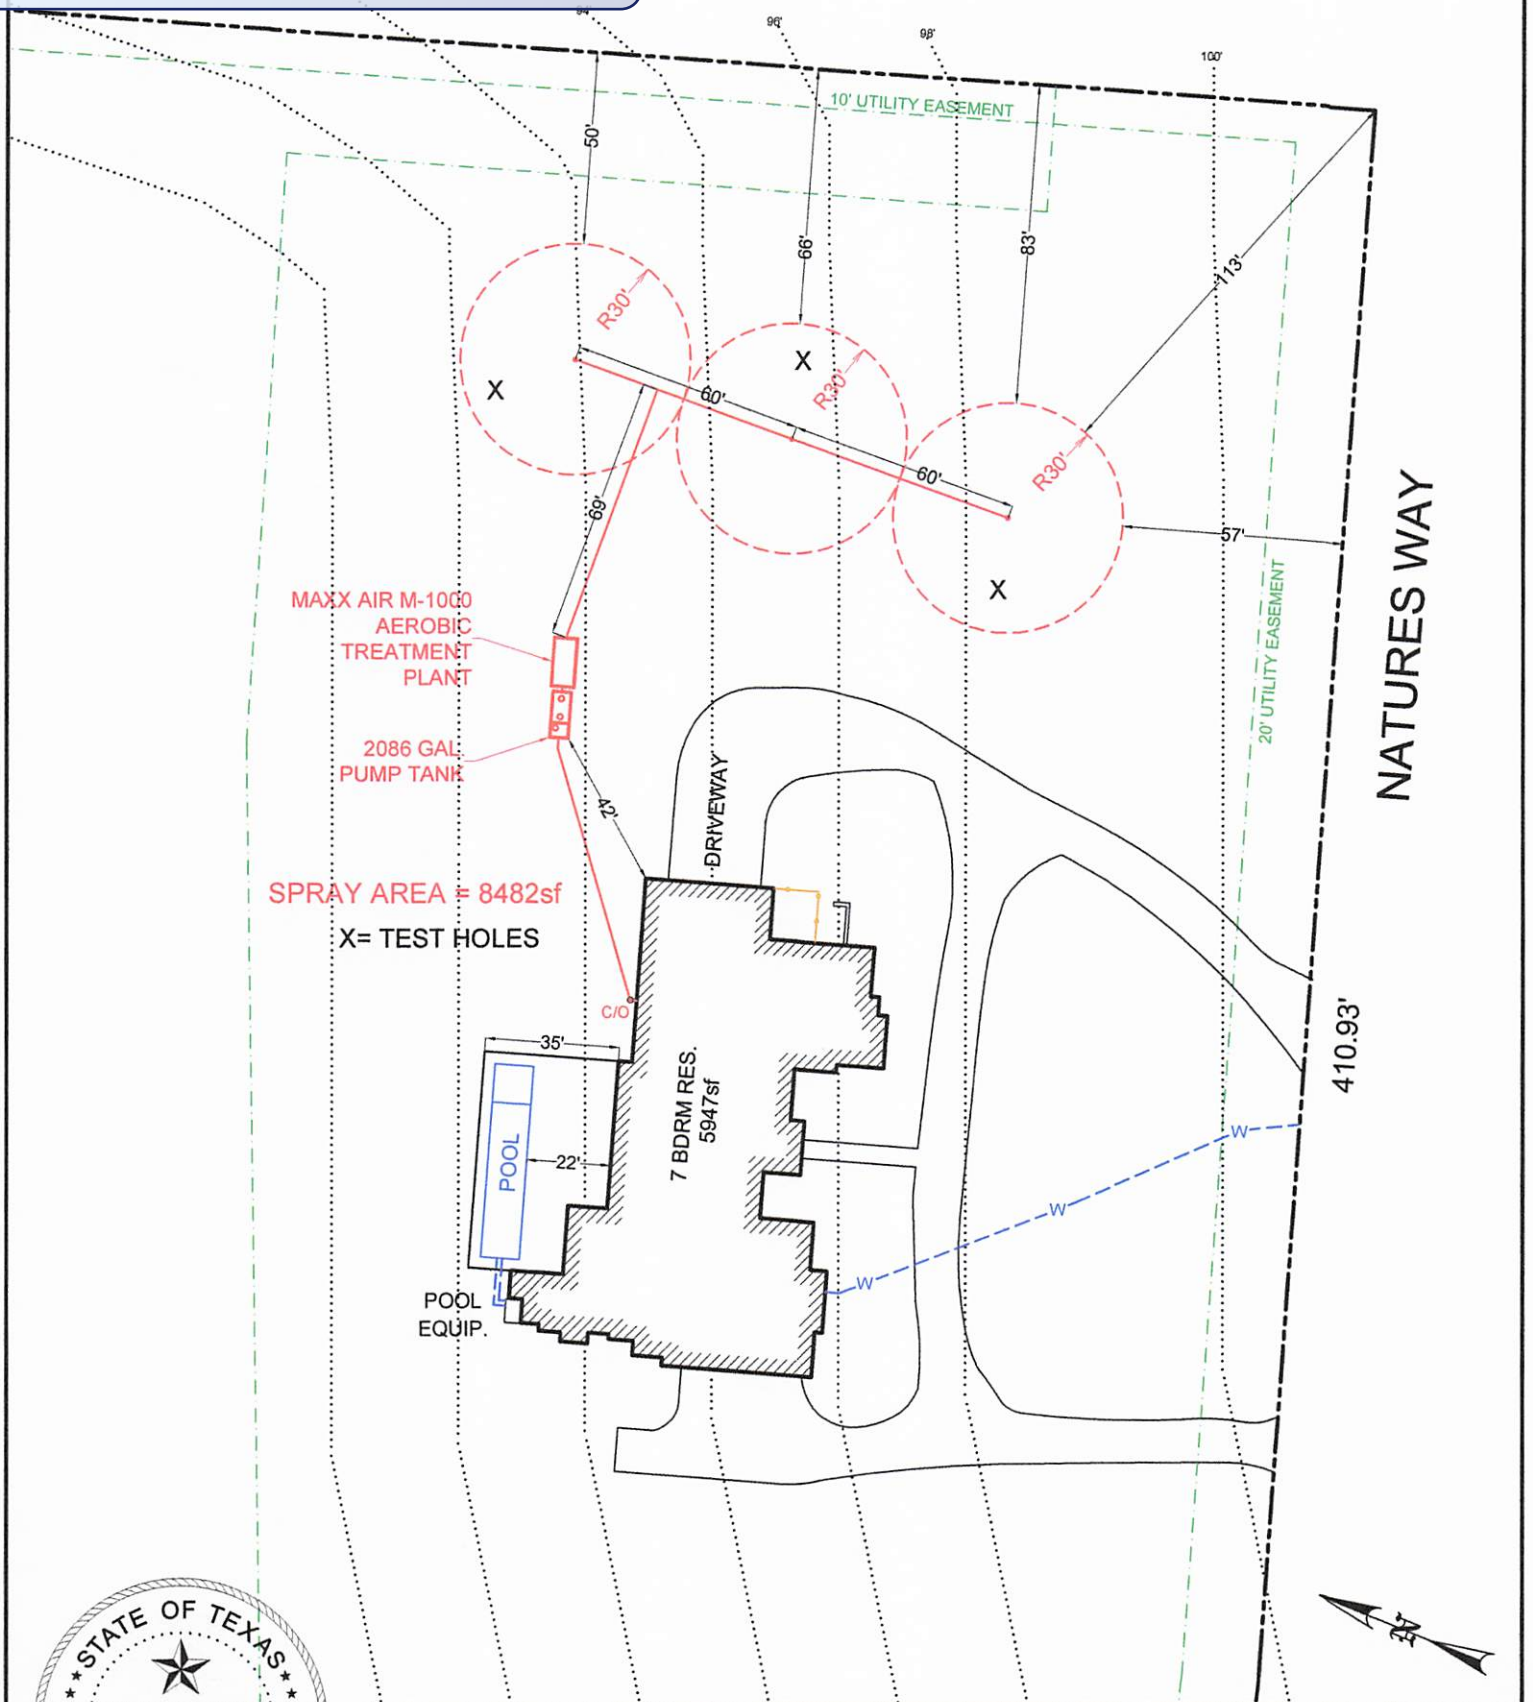 96'
98'
100'
10' UTILITY EASEMENT
50'
66'
83'
113'
R30'
R30'
R30'
X
X
X
60'
60'
69'
57'
MAXX AIR M-1000
AEROBIC
TREATMENT
PLANT
2086 GAL.
PUMP TANK
42'
DRIVEWAY
20' UTILITY EASEMENT
NATURES WAY
SPRAY AREA = 8482sf
X= TEST HOLES
C/O
35'
POOL
22'
7 BDRM RES.
5947sf
410.93'
W
W
W
POOL
EQUIP.
STATE OF TEXAS
N